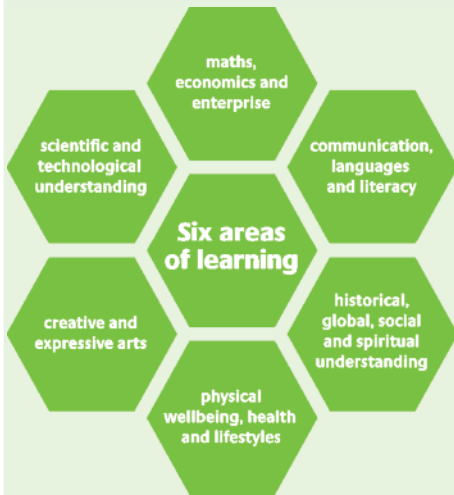 maths,
economics and
enterprise
scientific and
technological
understanding
communication,
languages
and literacy
Six areas
of learning
creative and
expressive arts
historical,
global, social
and spiritual
understanding
physical
wellbeing, health
and lifestyles